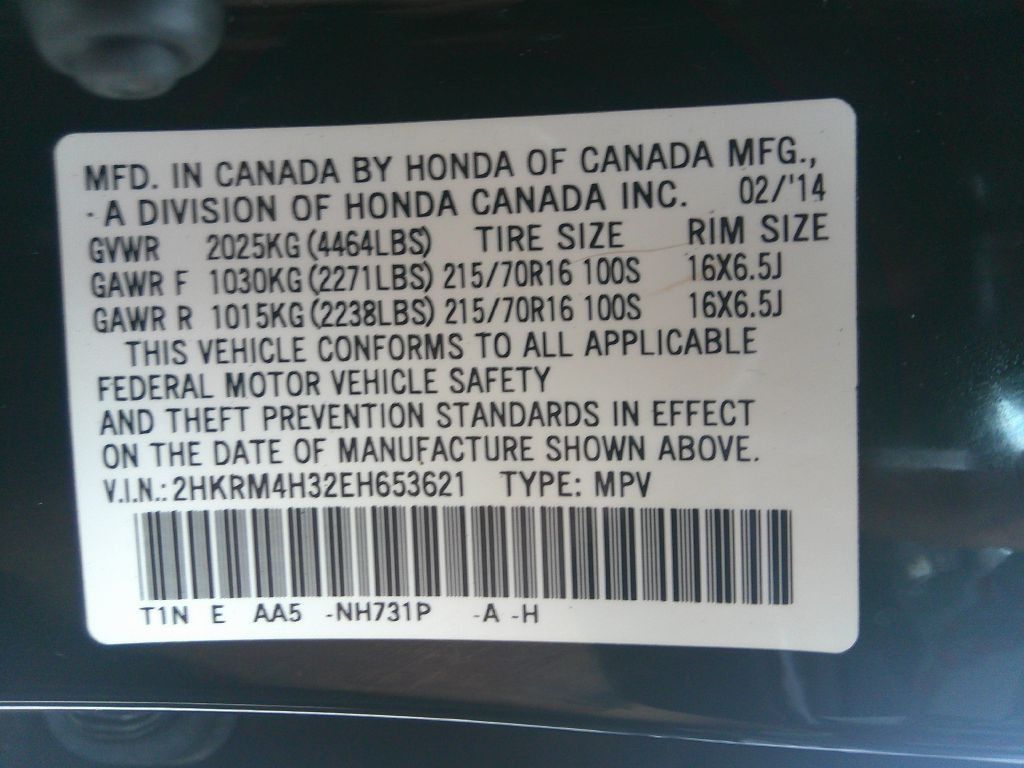 MFD. IN CANADA BY HONDA OF CANADA MFG.,
- A DIVISION OF HONDA CANADA INC. 02/'14
GVWR 2025KG (4464LBS) TIRE SIZE RIM SIZE
GAWR F 1030KG (2271LBS) 215/70R16 100S 16X6.5J
GAWR R 1015KG (2238LBS) 215/70R16 100S 16X6.5J
THIS VEHICLE CONFORMS TO ALL APPLICABLE
FEDERAL MOTOR VEHICLE SAFETY
AND THEFT PREVENTION STANDARDS IN EFFECT
ON THE DATE OF MANUFACTURE SHOWN ABOVE.
V.I.N.: 2HKRM4H32EH653621 TYPE: MPV
T1N E AA5 -NH731P -A -H